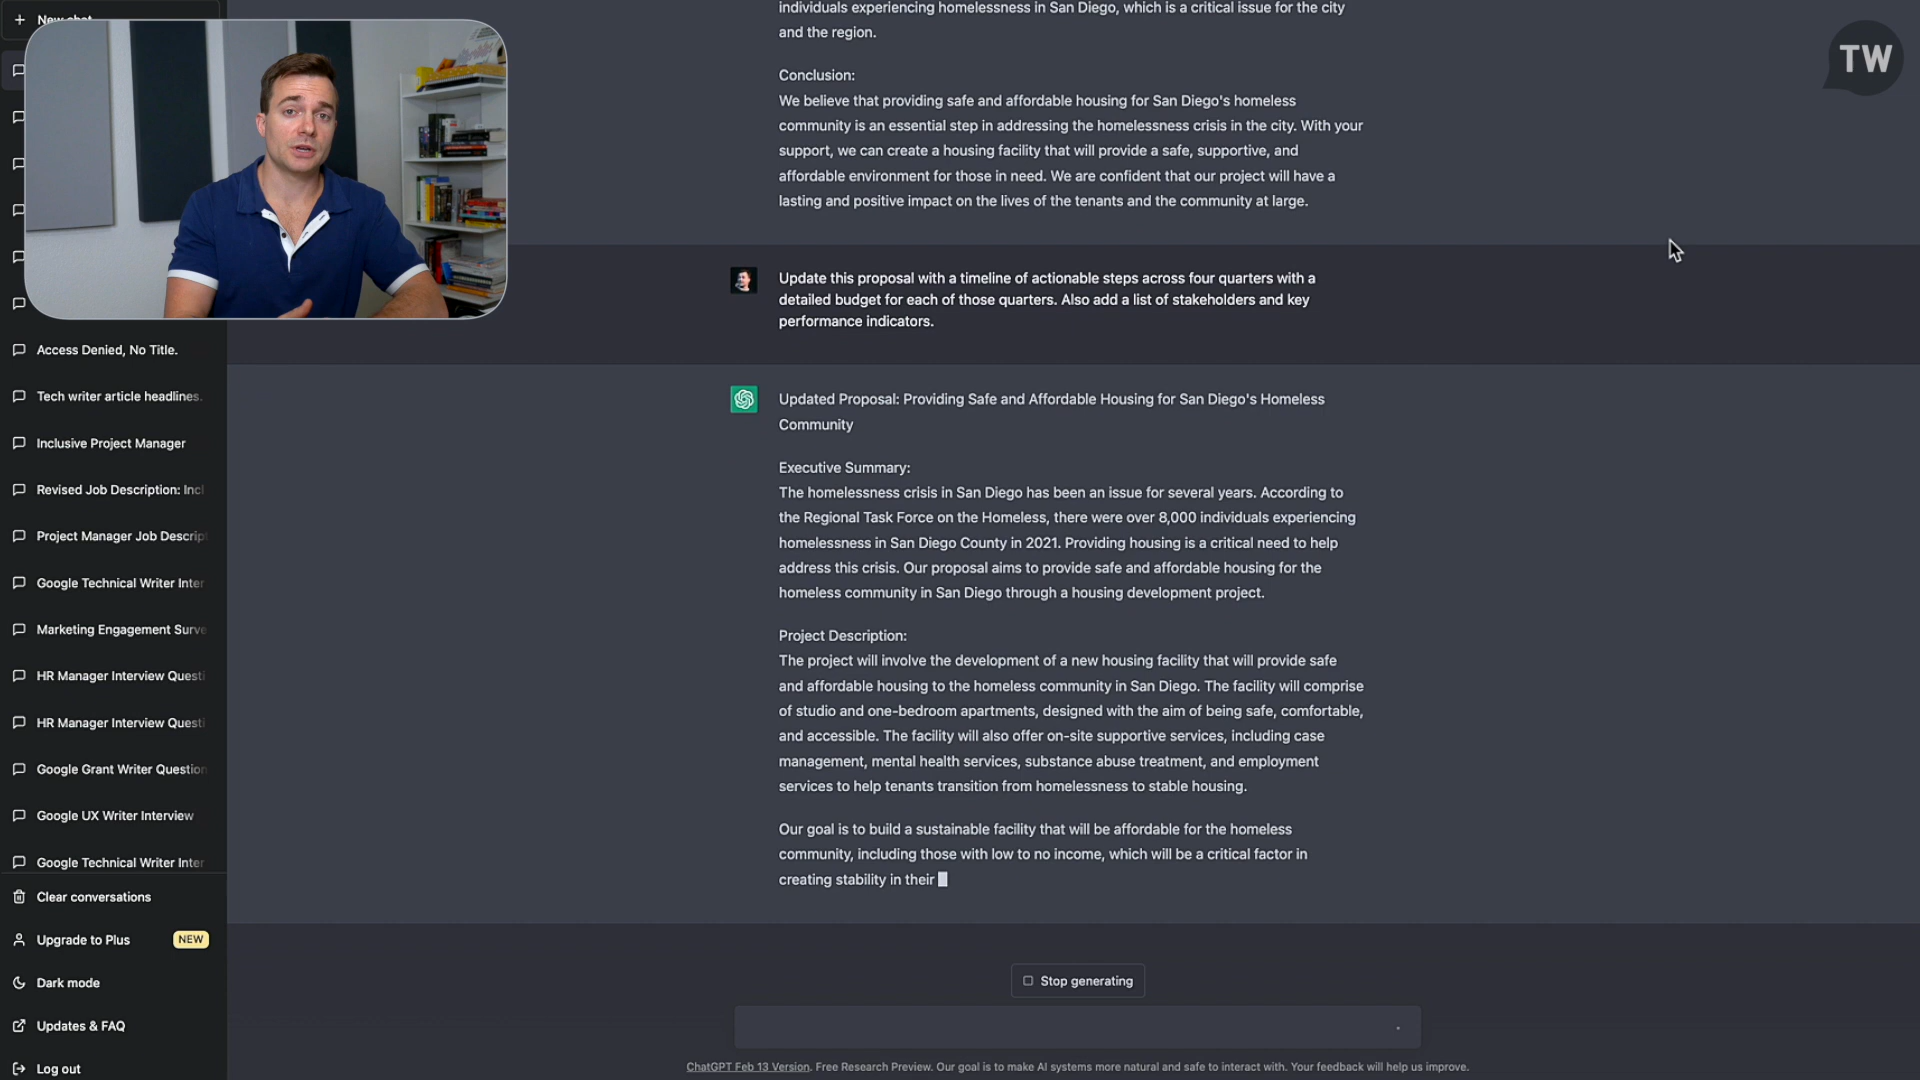 New chat
Access Denied, No Title.
Tech writer article headlines.
Inclusive Project Manager
Revised Job Description: Incl
Project Manager Job Descrip
Google Technical Writer Inter
Marketing Engagement Surve
HR Manager Interview Questi
HR Manager Interview Questi
Google Grant Writer Question
Google UX Writer Interview
Google Technical Writer Inter
Clear conversations
Upgrade to Plus NEW
Dark mode
Updates & FAQ
Log out
TW
individuals experiencing homelessness in San Diego, which is a critical issue for the city
and the region.
Conclusion:
We believe that providing safe and affordable housing for San Diego's homeless
community is an essential step in addressing the homelessness crisis in the city. With your
support, we can create a housing facility that will provide a safe, supportive, and
affordable environment for those in need. We are confident that our project will have a
lasting and positive impact on the lives of the tenants and the community at large.
Update this proposal with a timeline of actionable steps across four quarters with a
detailed budget for each of those quarters. Also add a list of stakeholders and key
performance indicators.
Updated Proposal: Providing Safe and Affordable Housing for San Diego's Homeless
Community
Executive Summary:
The homelessness crisis in San Diego has been an issue for several years. According to
the Regional Task Force on the Homeless, there were over 8,000 individuals experiencing
homelessness in San Diego County in 2021. Providing housing is a critical need to help
address this crisis. Our proposal aims to provide safe and affordable housing for the
homeless community in San Diego through a housing development project.
Project Description:
The project will involve the development of a new housing facility that will provide safe
and affordable housing to the homeless community in San Diego. The facility will comprise
of studio and one-bedroom apartments, designed with the aim of being safe, comfortable,
and accessible. The facility will also offer on-site supportive services, including case
management, mental health services, substance abuse treatment, and employment
services to help tenants transition from homelessness to stable housing.
Our goal is to build a sustainable facility that will be affordable for the homeless
community, including those with low to no income, which will be a critical factor in
creating stability in their
Stop generating
ChatGPT Feb 13 Version. Free Research Preview. Our goal is to make AI systems more natural and safe to interact with. Your feedback will help us improve.